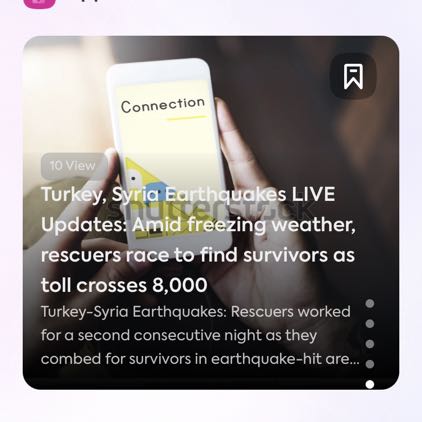 Connection
10 View
Turkey, Syria Earthquakes LIVE
Updates: Amid freezing weather,
rescuers race to find survivors as
toll crosses 8,000
Turkey-Syria Earthquakes: Rescuers worked
for a second consecutive night as they
combed for survivors in earthquake-hit are...